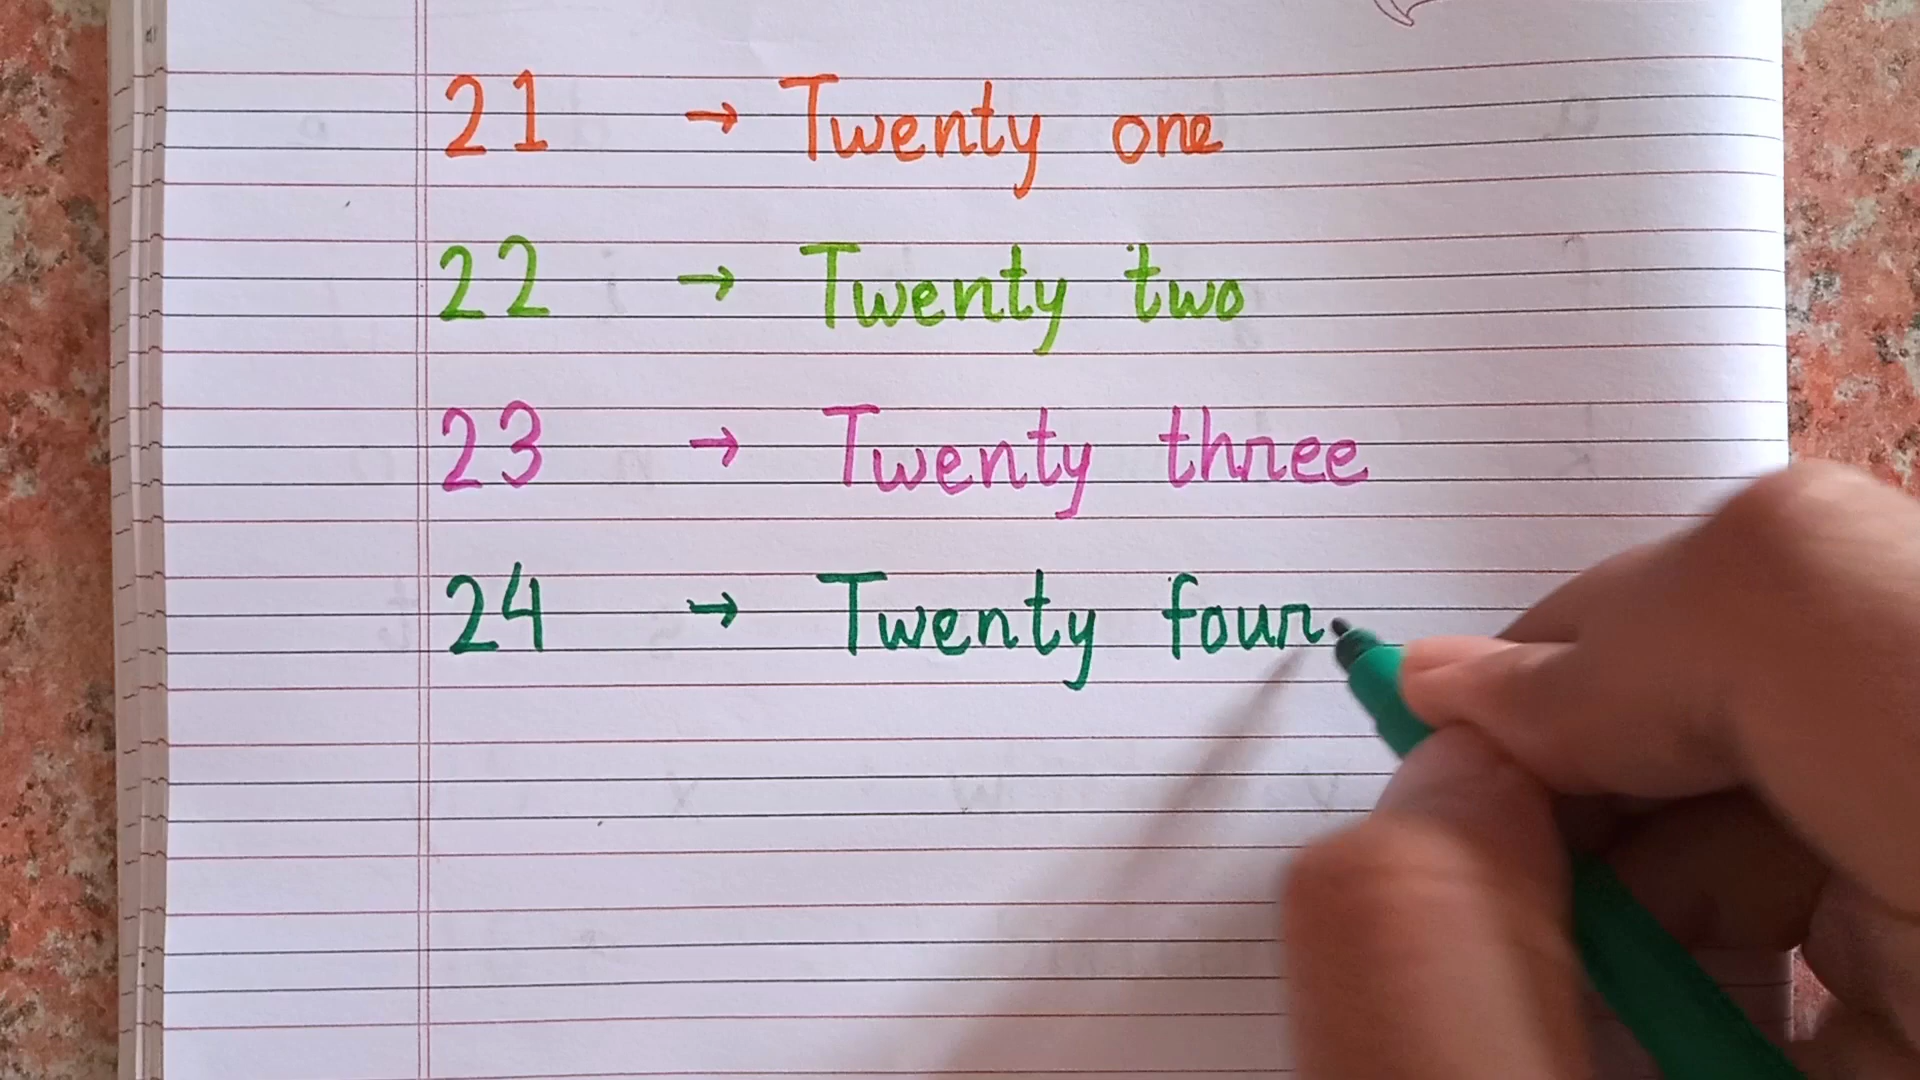 21 → Twenty one
22 → Twenty two
23 → Twenty three
24 → Twenty four